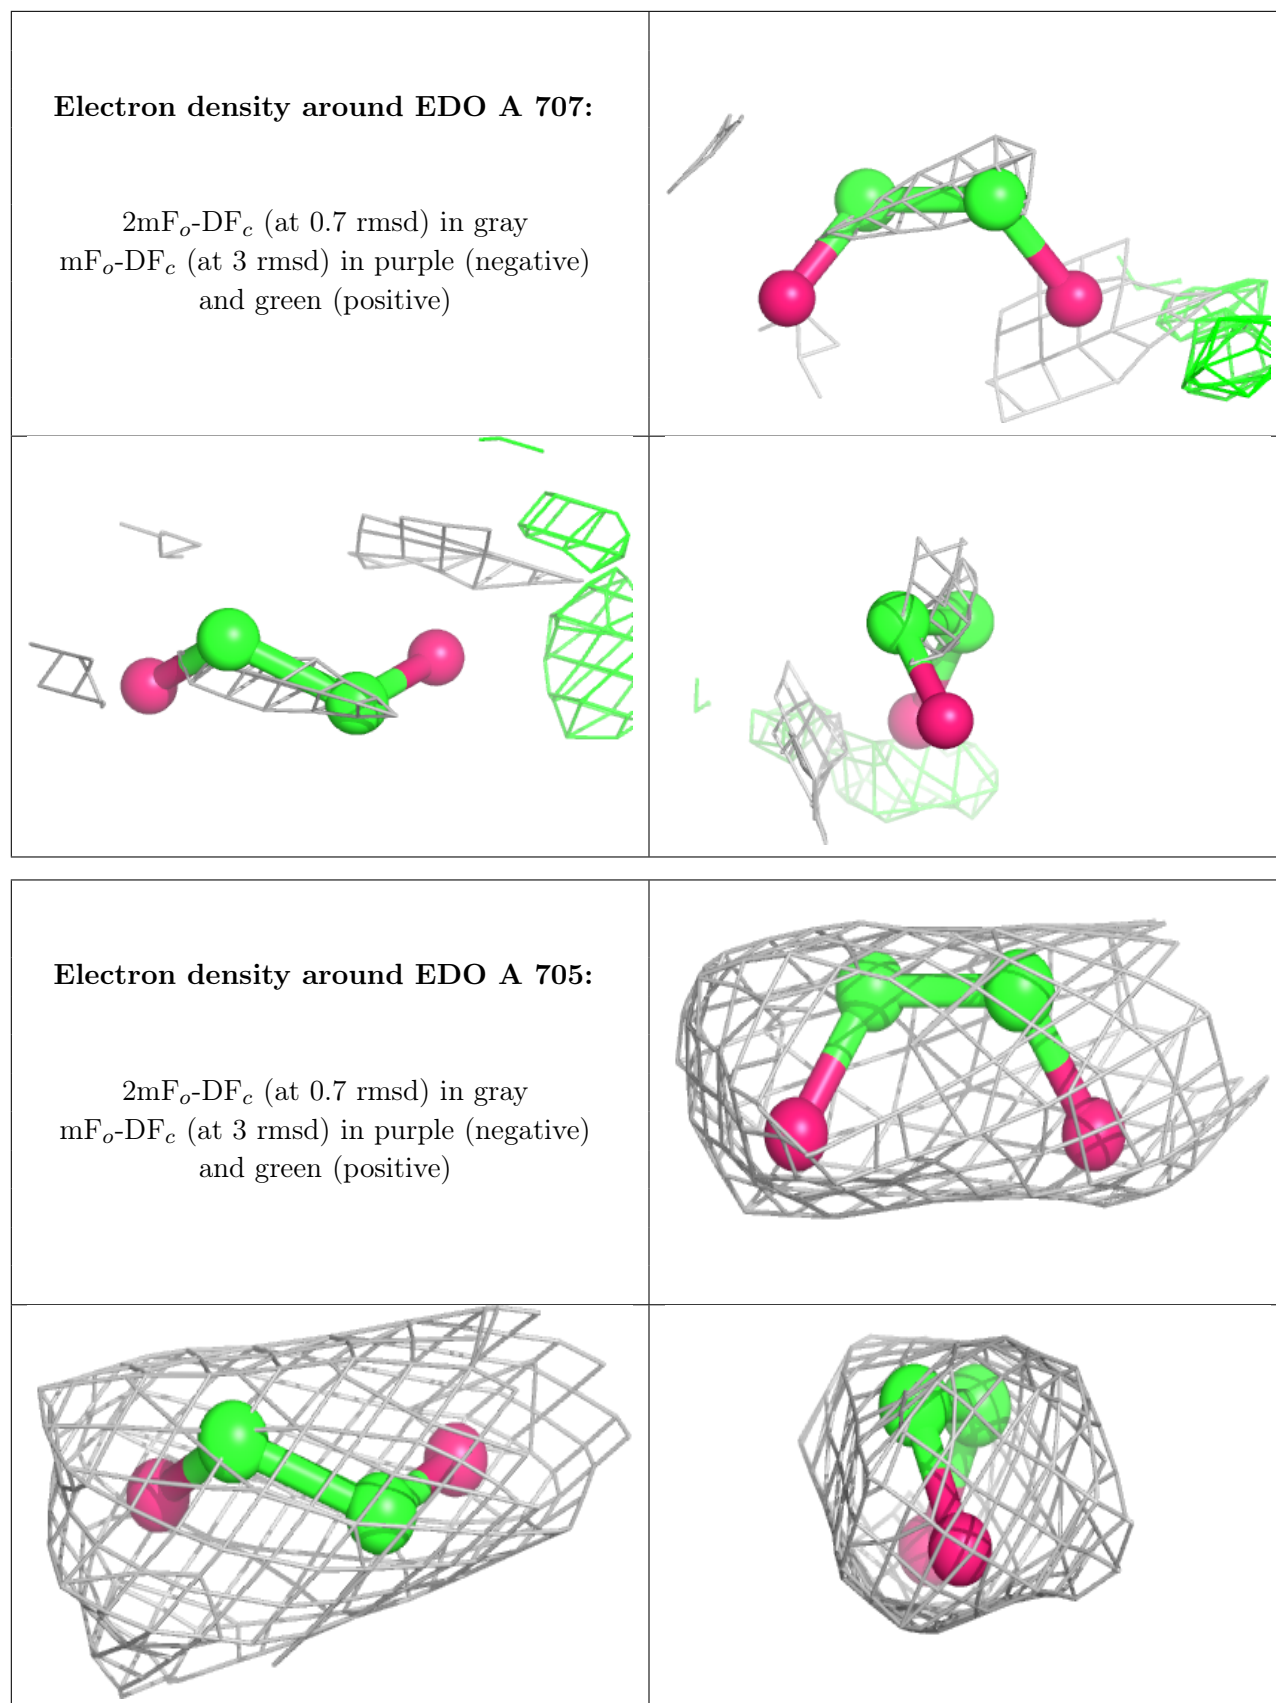 Electron density around EDO A 707:
2mFₒ-DF𝒸 (at 0.7 rmsd) in gray
mFₒ-DF𝒸 (at 3 rmsd) in purple (negative)
and green (positive)
Electron density around EDO A 705:
2mFₒ-DF𝒸 (at 0.7 rmsd) in gray
mFₒ-DF𝒸 (at 3 rmsd) in purple (negative)
and green (positive)